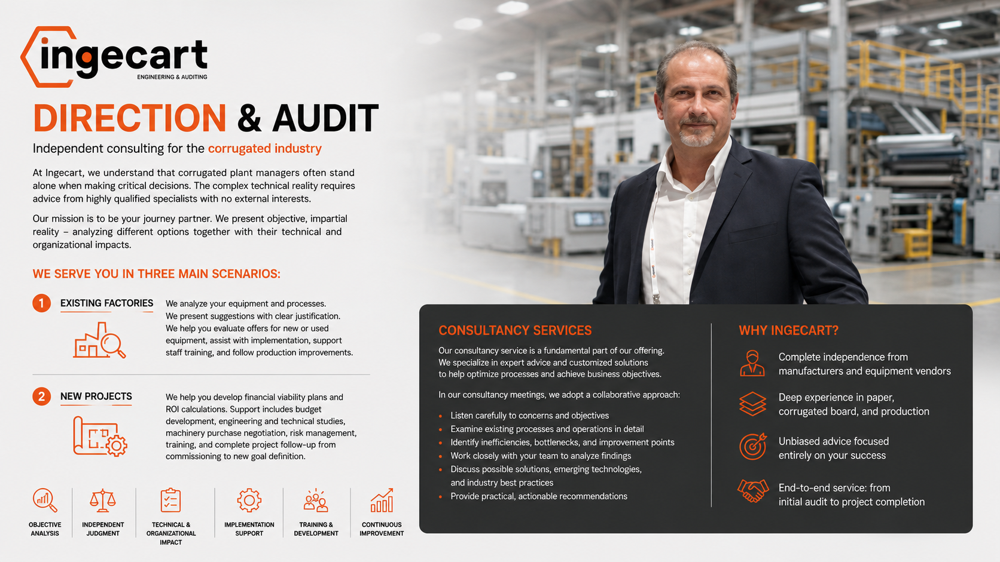 ingecart
ENGINEERING & AUDITING
DIRECTION & AUDIT
Independent consulting for the corrugated industry
At Ingecart, we understand that corrugated plant managers often stand
alone when making critical decisions. The complex technical reality requires
advice from highly qualified specialists with no external interests.
Our mission is to be your journey partner. We present objective, impartial
reality – analyzing different options together with their technical and
organizational impacts.
WE SERVE YOU IN THREE MAIN SCENARIOS:
1 EXISTING FACTORIES
We analyze your equipment and processes.
We present suggestions with clear justification.
We help you evaluate offers for new or used
equipment, assist with implementation, support
staff training, and follow production improvements.
2 NEW PROJECTS
We help you develop financial viability plans and
ROI calculations. Support includes budget
development, engineering and technical studies,
machinery purchase negotiation, risk management,
training, and complete project follow-up from
commissioning to new goal definition.
OBJECTIVE
ANALYSIS
INDEPENDENT
JUDGMENT
TECHNICAL &
ORGANIZATIONAL
IMPACT
IMPLEMENTATION
SUPPORT
TRAINING &
DEVELOPMENT
CONTINUOUS
IMPROVEMENT
CONSULTANCY SERVICES
Our consultancy service is a fundamental part of our offering.
We specialize in expert advice and customized solutions
to help optimize processes and achieve business objectives.
In our consultancy meetings, we adopt a collaborative approach:
• Listen carefully to concerns and objectives
• Examine existing processes and operations in detail
• Identify inefficiencies, bottlenecks, and improvement points
• Work closely with your team to analyze findings
• Discuss possible solutions, emerging technologies,
and industry best practices
• Provide practical, actionable recommendations
WHY INGECART?
Complete independence from
manufacturers and equipment vendors
Deep experience in paper,
corrugated board, and production
Unbiased advice focused
entirely on your success
End-to-end service: from
initial audit to project completion